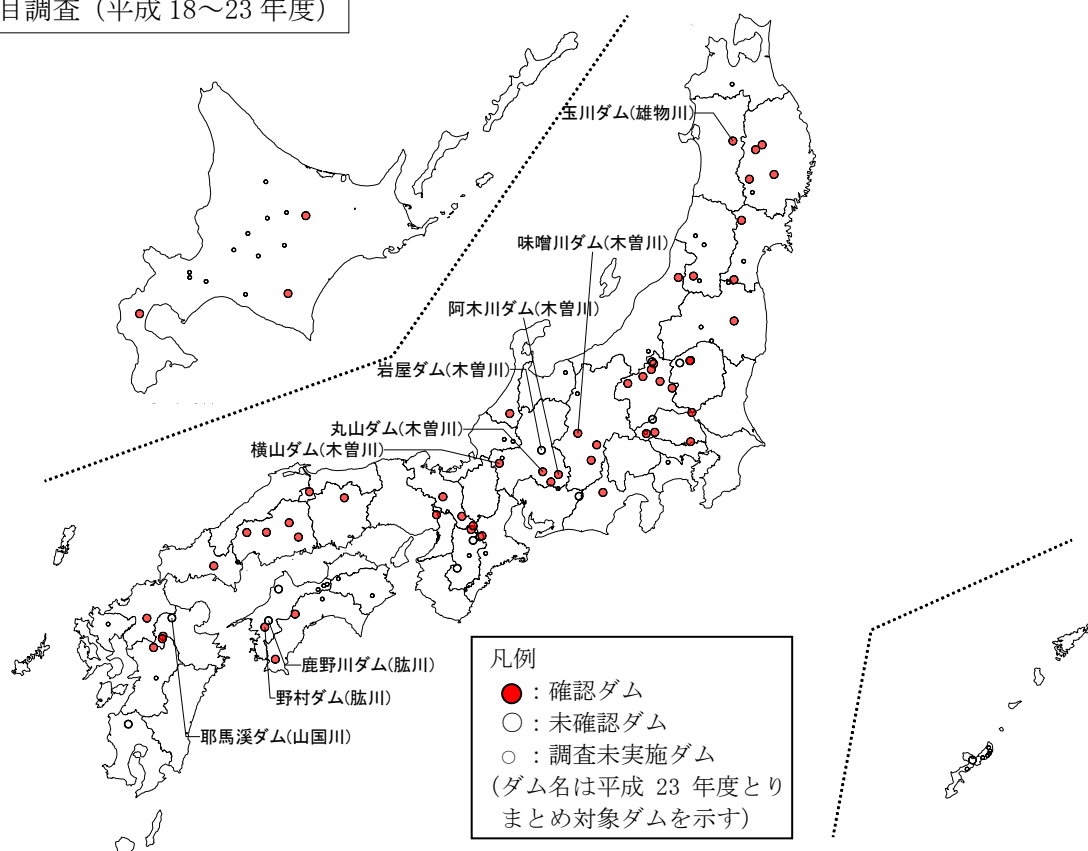 目調査（平成 18～23 年度）
玉川ダム(雄物川)
味噌川ダム(木曽川)
阿木川ダム(木曽川)
岩屋ダム(木曽川)
丸山ダム(木曽川)
横山ダム(木曽川)
鹿野川ダム(肱川)
野村ダム(肱川)
耶馬溪ダム(山国川)
凡例
：確認ダム
：未確認ダム
：調査未実施ダム
(ダム名は平成 23 年度とり
まとめ対象ダムを示す)